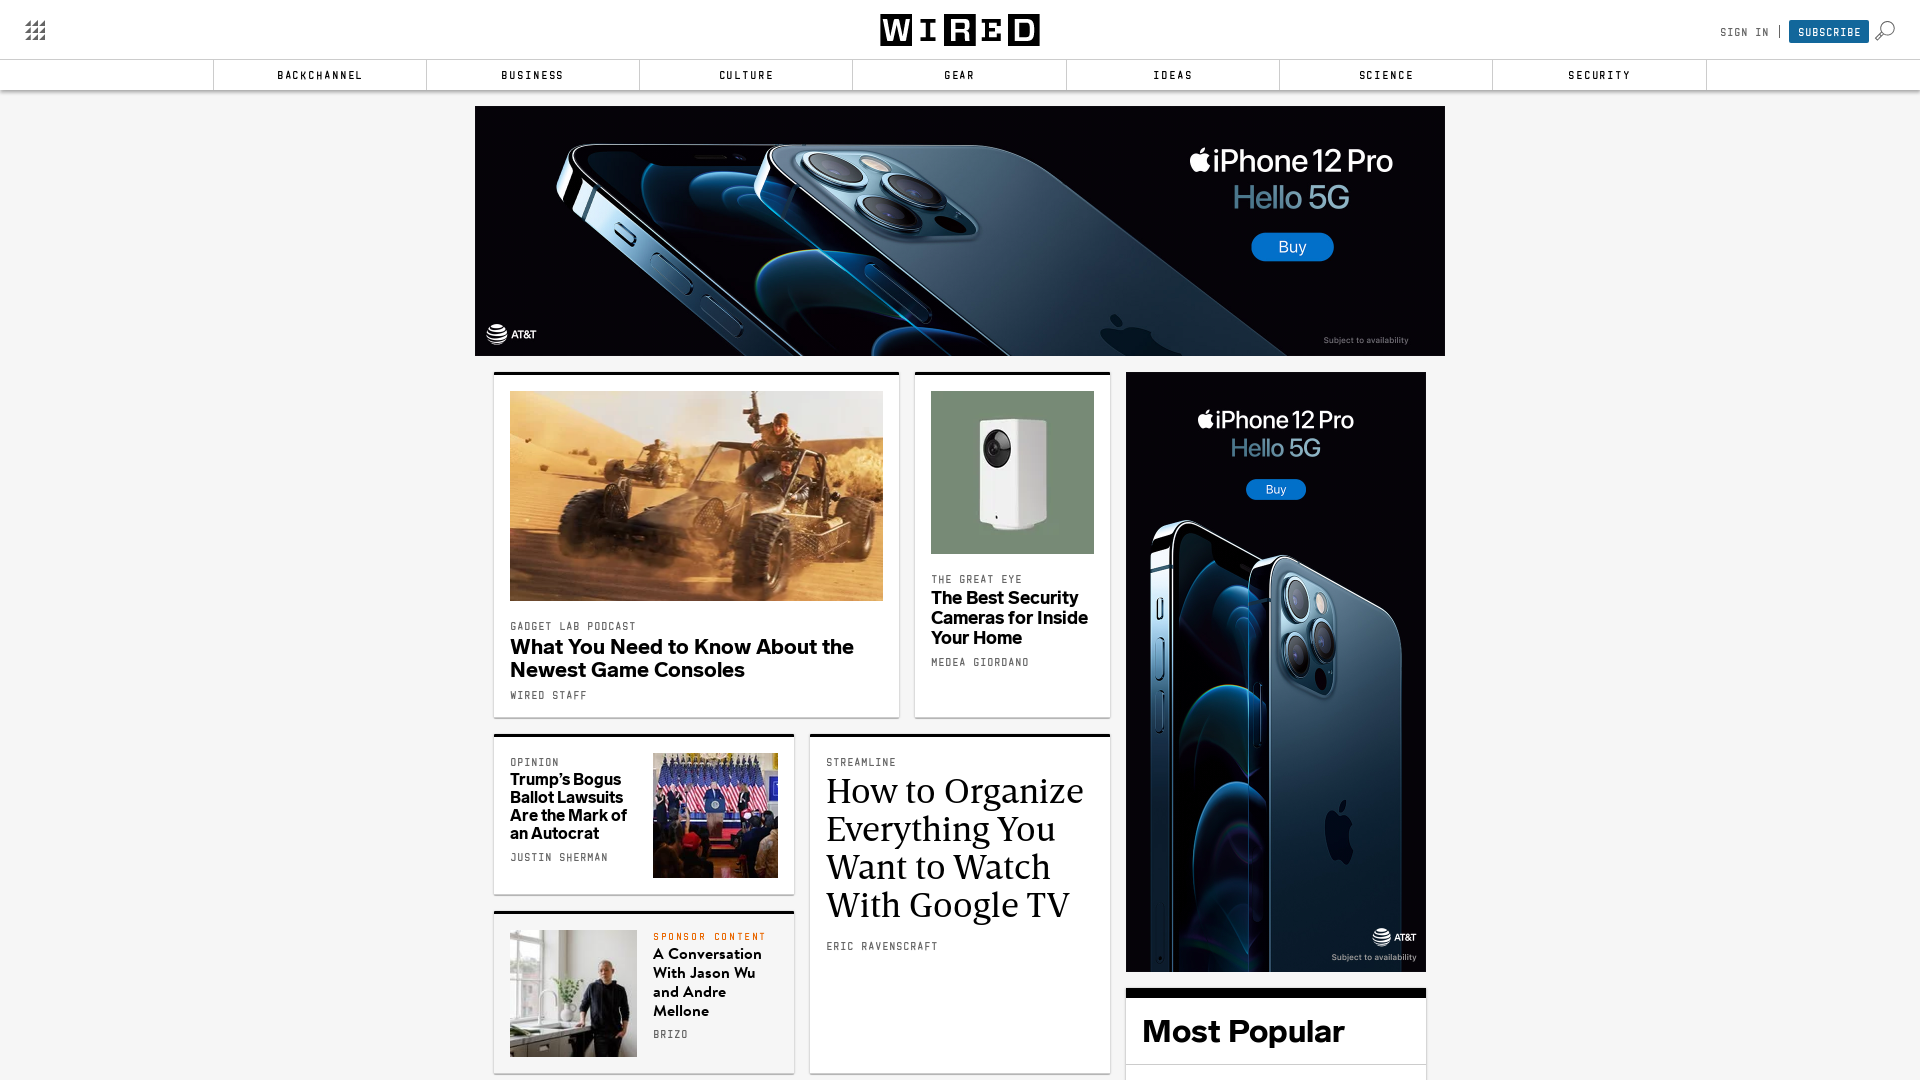 WIRED
SIGN IN
SUBSCRIBE
BACKCHANNEL
BUSINESS
CULTURE
GEAR
IDEAS
SCIENCE
SECURITY
iPhone 12 Pro
Hello 5G
Buy
AT&T
Subject to availability
GADGET LAB PODCAST
What You Need to Know About the
Newest Game Consoles
WIRED STAFF
THE GREAT EYE
The Best Security
Cameras for Inside
Your Home
MEDEA GIORDANO
iPhone 12 Pro
Hello 5G
Buy
AT&T
Subject to availability
OPINION
Trump’s Bogus
Ballot Lawsuits
Are the Mark of
an Autocrat
JUSTIN SHERMAN
STREAMLINE
How to Organize
Everything You
Want to Watch
With Google TV
ERIC RAVENSCRAFT
SPONSOR CONTENT
A Conversation
With Jason Wu
and Andre
Mellone
BRIZO
Most Popular